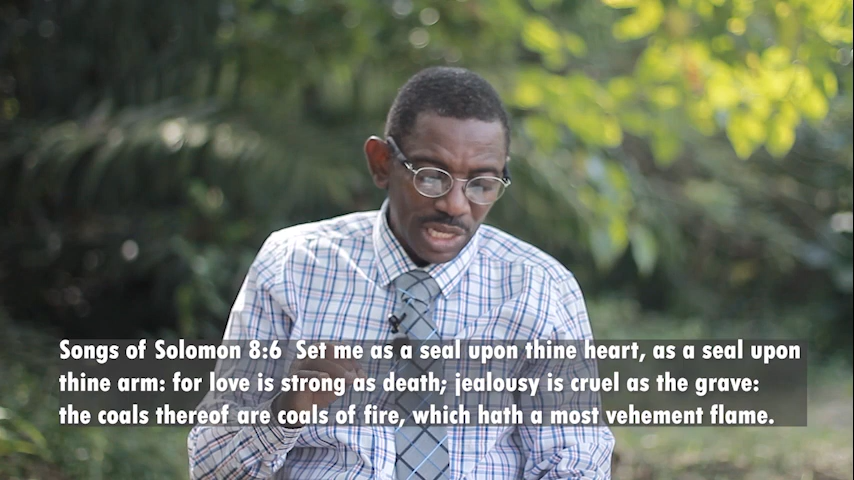 Songs of Solomon 8:6 Set me as a seal upon thine heart, as a seal upon
thine arm: for love is strong as death; jealousy is cruel as the grave:
the coals thereof are coals of fire, which hath a most vehement flame.